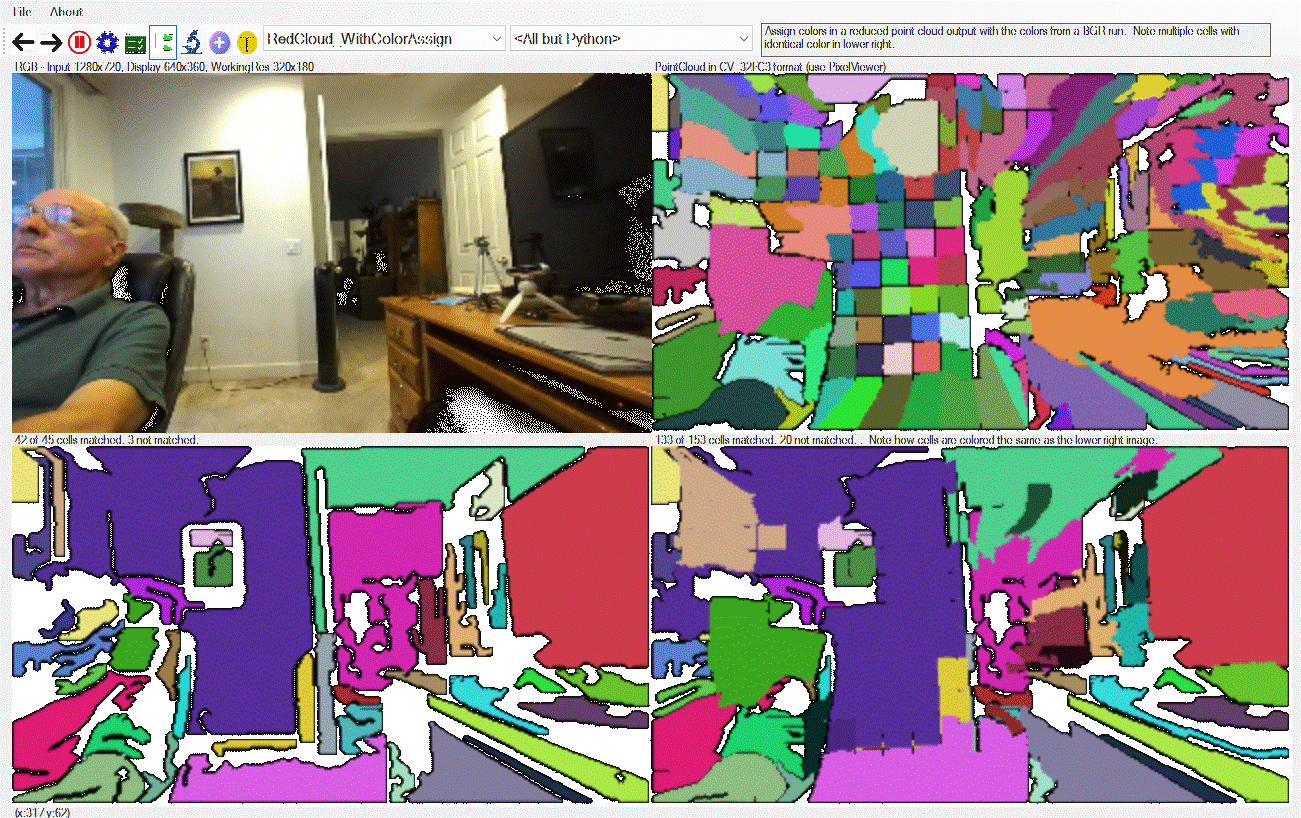 File About
RedCloud_WithColorAssign
<All but Python>
Assign colors in a reduced point cloud output with the colors from a BGR run. Note multiple cells with
identical color in lower right.
RGB - Input 1280x720, Display 640x360, WorkingRes 320x180
PointCloud in CV_32FC3 format (use PixelViewer)
42 of 45 cells matched. 3 not matched.
133 of 153 cells matched. 20 not matched. . Note how cells are colored the same as the lower right image.
(x:317 y:62)